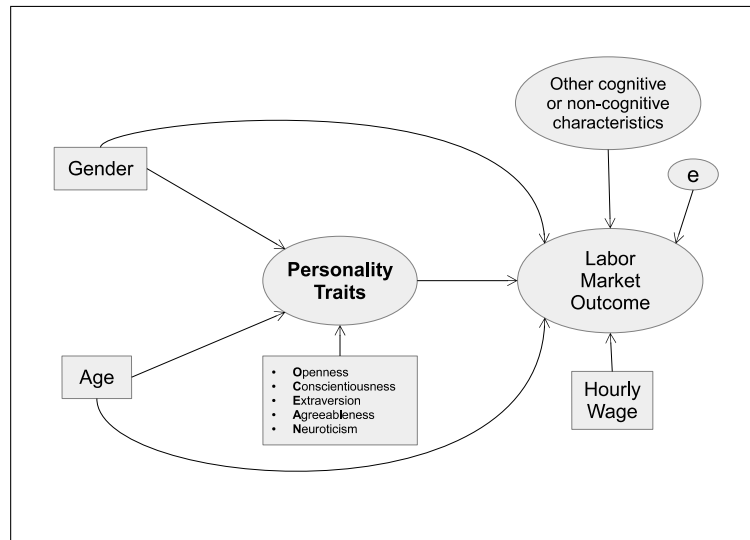 Other cognitive
or non-cognitive
characteristics
Gender
e
Personality
Traits
Labor
Market
Outcome
Age
• Openness
• Conscientiousness
• Extraversion
• Agreeableness
• Neuroticism
Hourly
Wage